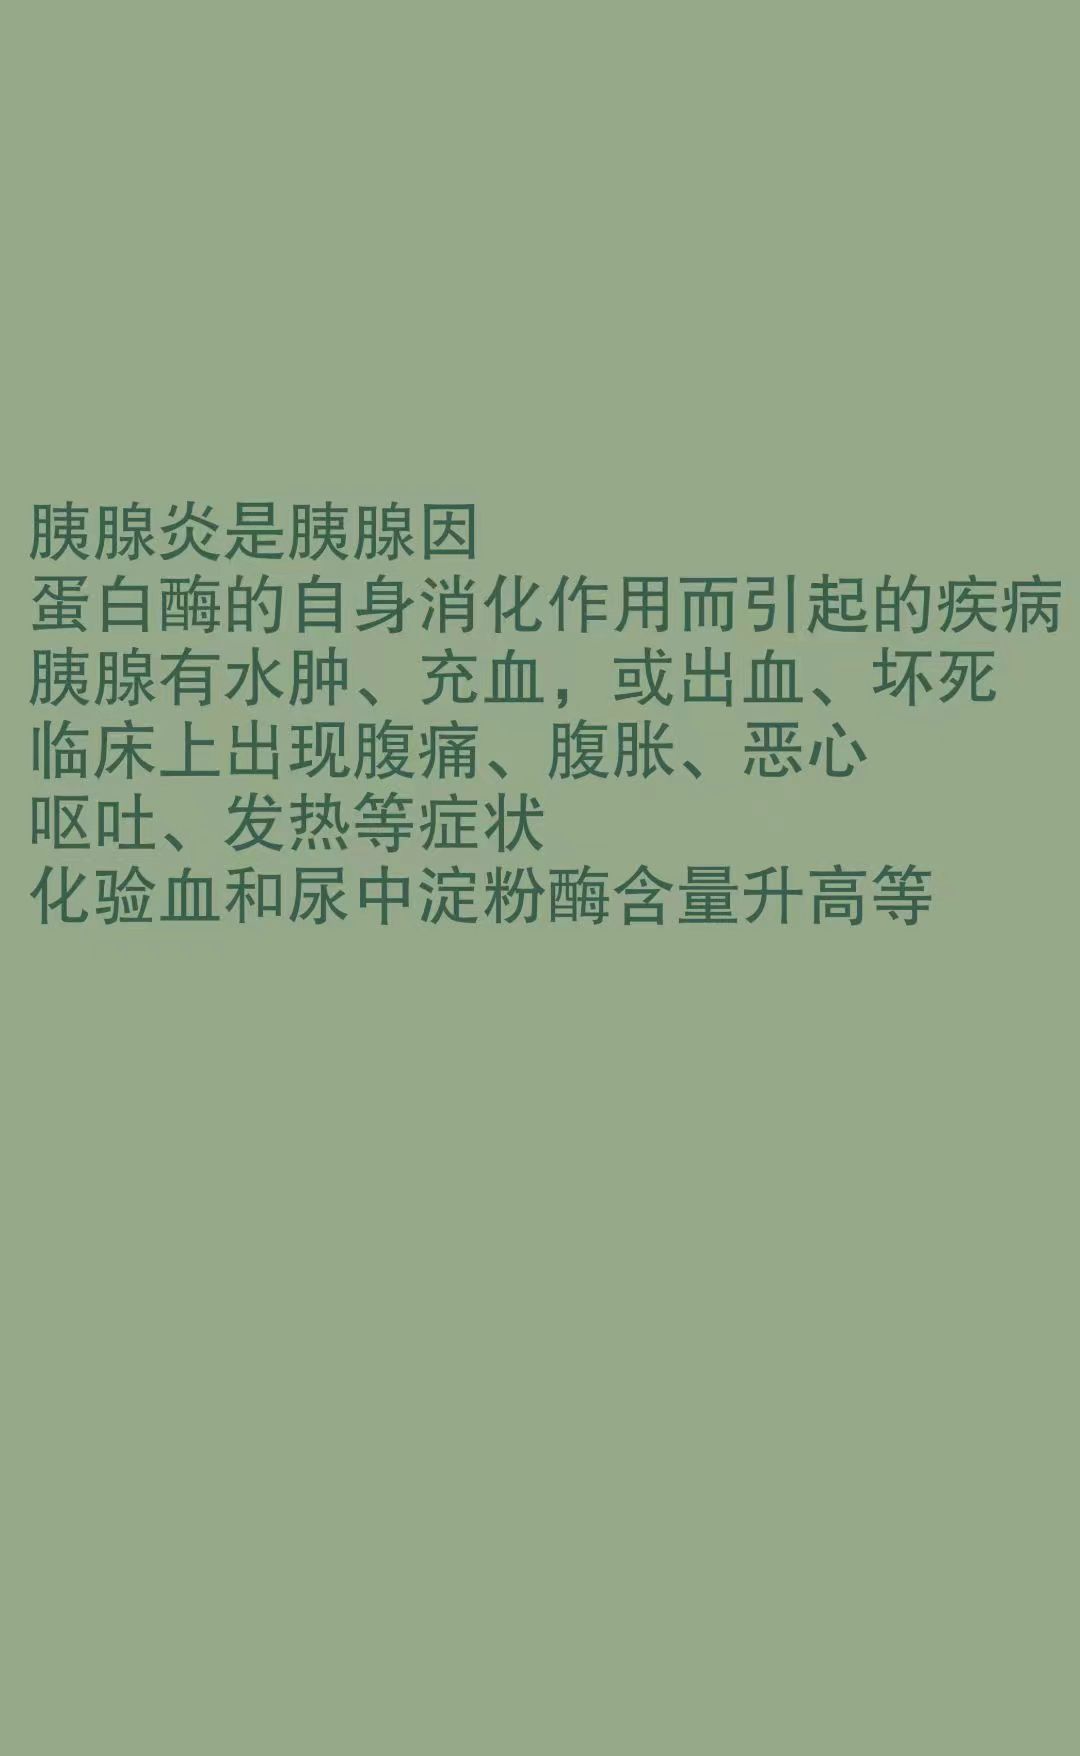 胰腺炎是胰腺因
蛋白酶的自身消化作用而引起的疾病
胰腺有水肿、充血，或出血、坏死
临床上出现腹痛、腹胀、恶心
呕吐、发热等症状
化验血和尿中淀粉酶含量升高等